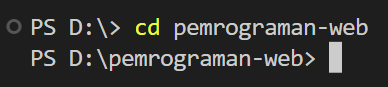 PS D:\> cd pemrograman-web
PS D:\pemrograman-web>